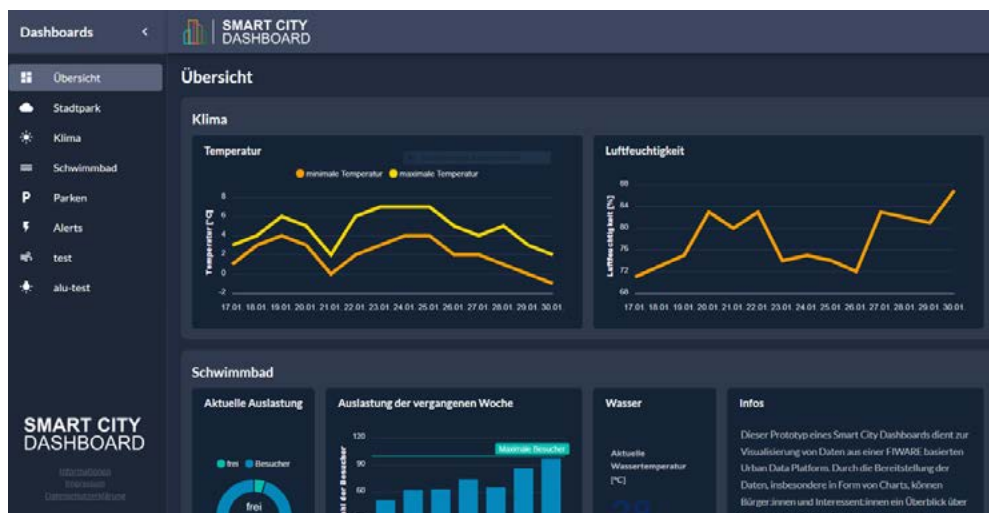 Dashboards
SMART CITY
DASHBOARD
Übersicht
Stadtpark
Klima
Schwimmbad
Parken
Alerts
test
alu-test
SMART CITY
DASHBOARD
Informationen
Impressum
Datenschutzerklärung
Übersicht
Klima
Temperatur
minimale Temperatur
maximale Temperatur
Temperatur [°C]
8
6
4
2
0
-2
17.01. 18.01. 19.01. 20.01. 21.01. 22.01. 23.01. 24.01. 25.01. 26.01. 27.01. 28.01. 29.01. 30.01.
Luftfeuchtigkeit
Luftfeuchtigkeit [%]
88
84
80
76
72
68
17.01. 18.01. 19.01. 20.01. 21.01. 22.01. 23.01. 24.01. 25.01. 26.01. 27.01. 28.01. 29.01. 30.01.
Schwimmbad
Aktuelle Auslastung
frei
Besucher
frei
Auslastung der vergangenen Woche
120
90
60
Maximale Besucher
hl der Besucher
Wasser
Aktuelle
Wassertemperatur
[°C]
Infos
Dieser Prototyp eines Smart City Dashboards dient zur
Visualisierung von Daten aus einer FIWARE basierten
Urban Data Platform. Durch die Bereitstellung der
Daten, insbesondere in Form von Charts, können
Bürger:innen und Interessent:innen ein Überblick über